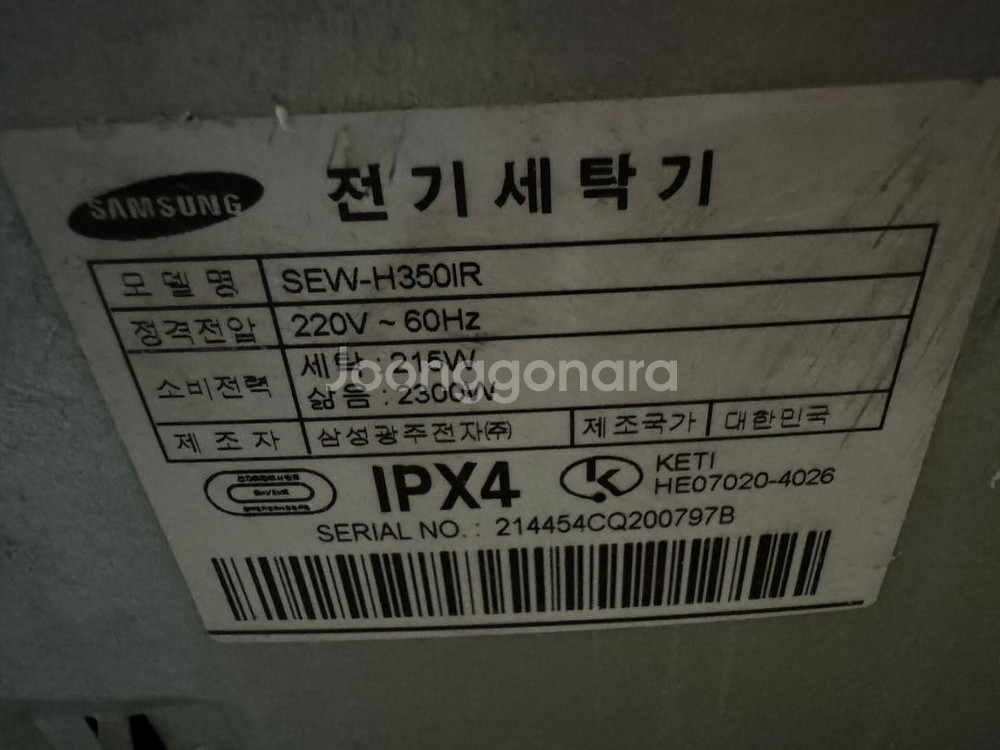 SAMSUNG 전기세탁기
모델명 SEW-H350IR
정격전압 220V ~ 60Hz
소비전력 세탁 : 215W
삶음 : 2300W
Joonggonara
제조자 삼성광주전자㈜ 제조국가 대한민국
IPX4 KETI
HE07020-4026
SERIAL NO. : 214454CQ200797B